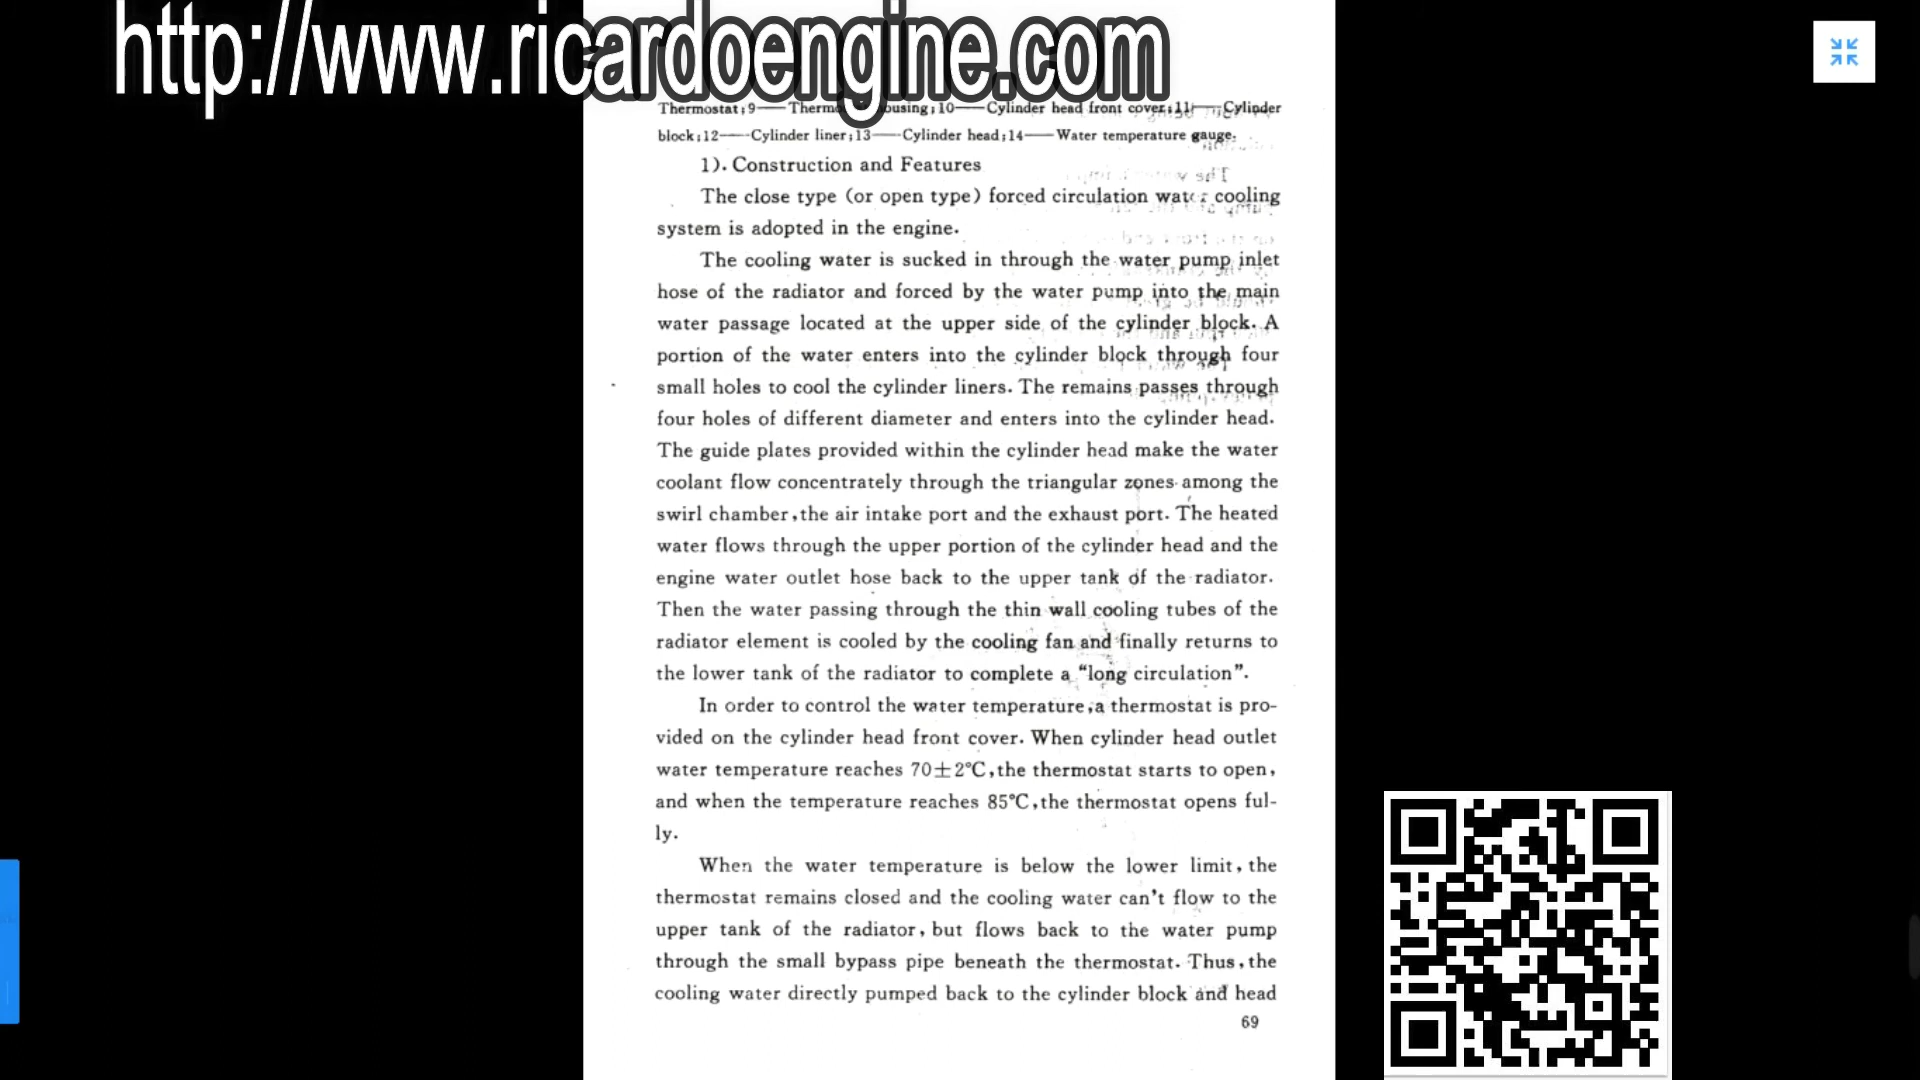 http://www.ricardoengine.com
Thermostat;9——Thermo ousing;10——Cylinder head front cover;11——Cylinder
block;12——Cylinder liner;13——Cylinder head;14——Water temperature gauge.
1). Construction and Features
The close type (or open type) forced circulation water cooling
system is adopted in the engine.
The cooling water is sucked in through the water pump inlet
hose of the radiator and forced by the water pump into the main
water passage located at the upper side of the cylinder block. A
portion of the water enters into the cylinder block through four
small holes to cool the cylinder liners. The remains passes through
four holes of different diameter and enters into the cylinder head.
The guide plates provided within the cylinder head make the water
coolant flow concentrately through the triangular zones among the
swirl chamber,the air intake port and the exhaust port. The heated
water flows through the upper portion of the cylinder head and the
engine water outlet hose back to the upper tank of the radiator.
Then the water passing through the thin wall cooling tubes of the
radiator element is cooled by the cooling fan and finally returns to
the lower tank of the radiator to complete a “long circulation”.
In order to control the water temperature,a thermostat is pro-
vided on the cylinder head front cover. When cylinder head outlet
water temperature reaches 70±2℃,the thermostat starts to open,
and when the temperature reaches 85℃,the thermostat opens ful-
ly.
When the water temperature is below the lower limit, the
thermostat remains closed and the cooling water can't flow to the
upper tank of the radiator, but flows back to the water pump
through the small bypass pipe beneath the thermostat. Thus, the
cooling water directly pumped back to the cylinder block and head
69